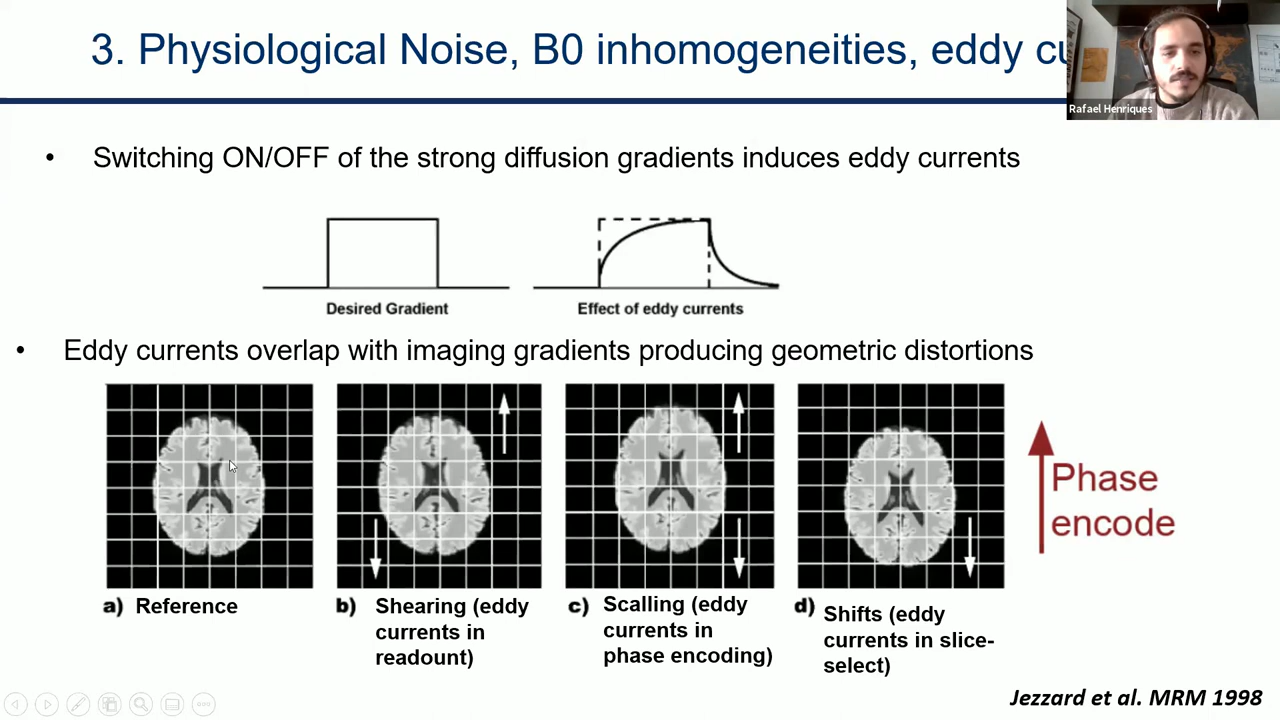 3. Physiological Noise, B0 inhomogeneities, eddy cu
Rafael Henriques
• Switching ON/OFF of the strong diffusion gradients induces eddy currents
Desired Gradient
Effect of eddy currents
• Eddy currents overlap with imaging gradients producing geometric distortions
Phase
encode
a) Reference
b) Shearing (eddy
currents in
readount)
c) Scalling (eddy
currents in
phase encoding)
d) Shifts (eddy
currents in slice-
select)
Jezzard et al. MRM 1998